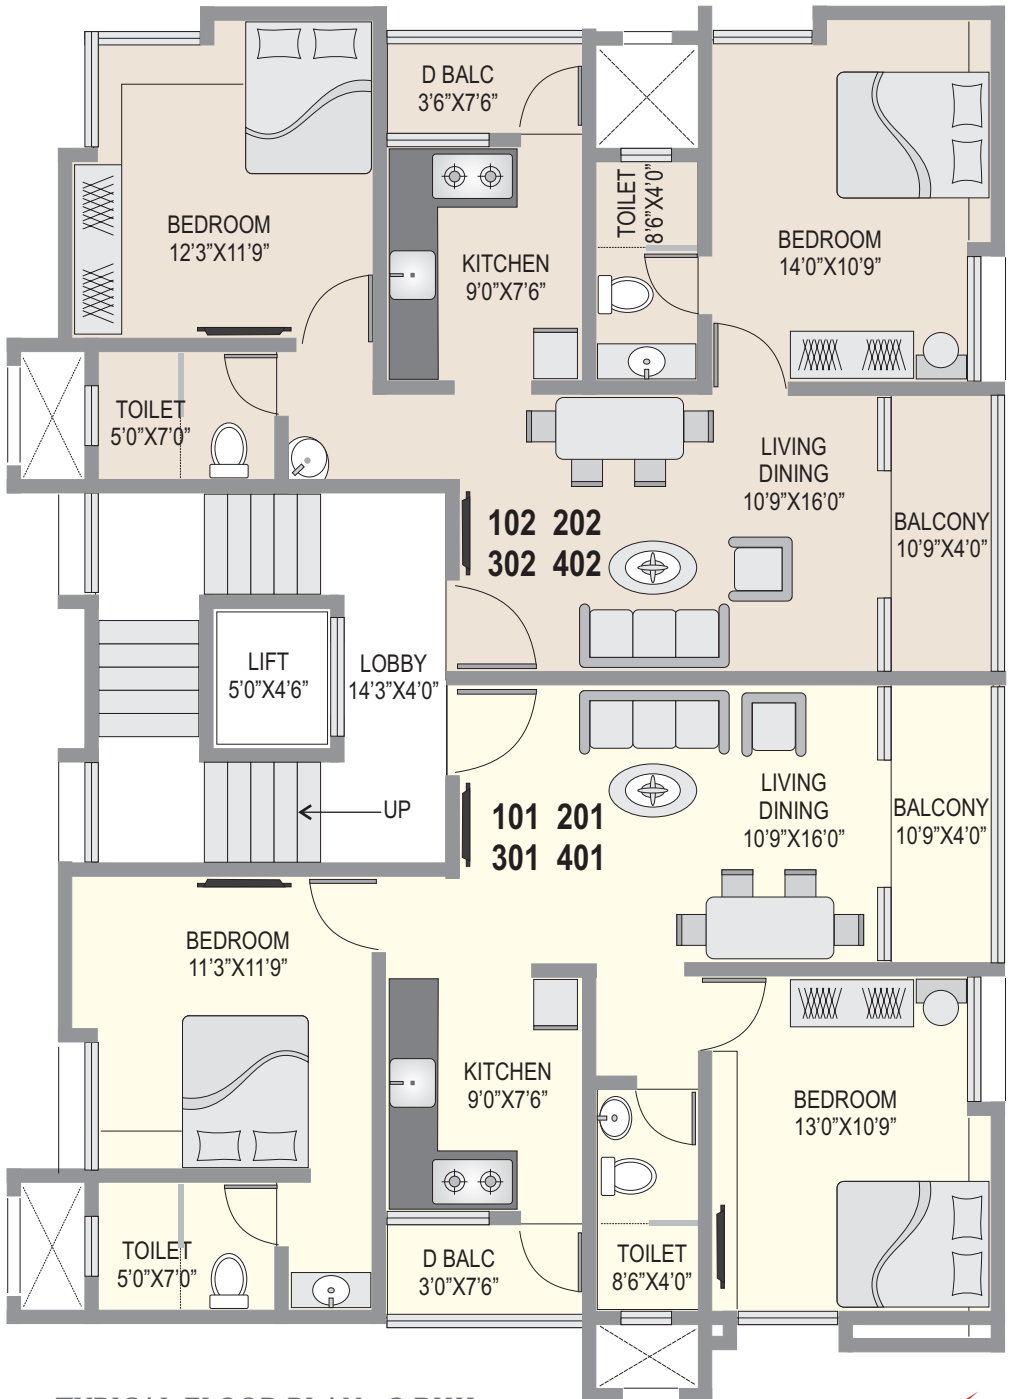 D BALC
3'6"X7'6"
BEDROOM
12'3"X11'9"
TOILET
8'6"X4'0"
BEDROOM
14'0"X10'9"
KITCHEN
9'0"X7'6"
TOILET
5'0"X7'0"
LIVING
DINING
10'9"X16'0"
102 202
302 402
BALCONY
10'9"X4'0"
LIFT
5'0"X4'6"
LOBBY
14'3"X4'0"
UP
101 201
301 401
LIVING
DINING
10'9"X16'0"
BALCONY
10'9"X4'0"
BEDROOM
11'3"X11'9"
KITCHEN
9'0"X7'6"
BEDROOM
13'0"X10'9"
TOILET
5'0"X7'0"
D BALC
3'0"X7'6"
TOILET
8'6"X4'0"